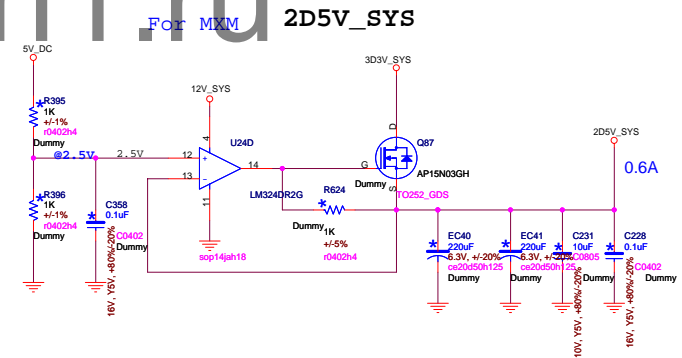 For MXM
2D5V_SYS
5V_DC
12V_SYS
3D3V_SYS
2D5V_SYS
R395
1K
+/-1%
r0402h4
Dummy
@2.5V
2.5V
12
13
4
11
14
U24D
LM324DR2G
sop14jah18
D
G
S
Q87
AP15N03GH
Dummy
TO252_GDS
0.6A
R396
1K
+/-1%
r0402h4
Dummy
C358
0.1uF
C0402
Dummy
16V, Y5V, +80%/-20%
R624
Dummy
1K
+/-5%
r0402h4
EC40
220uF
6.3V, +/-20%
ce20d50h125
Dummy
EC41
220uF
6.3V, +/-20%
ce20d50h125
Dummy
C231
10uF
C0805
Dummy
10V, Y5V, +80%/-20%
C228
0.1uF
C0402
Dummy
16V, Y5V, +80%/-20%